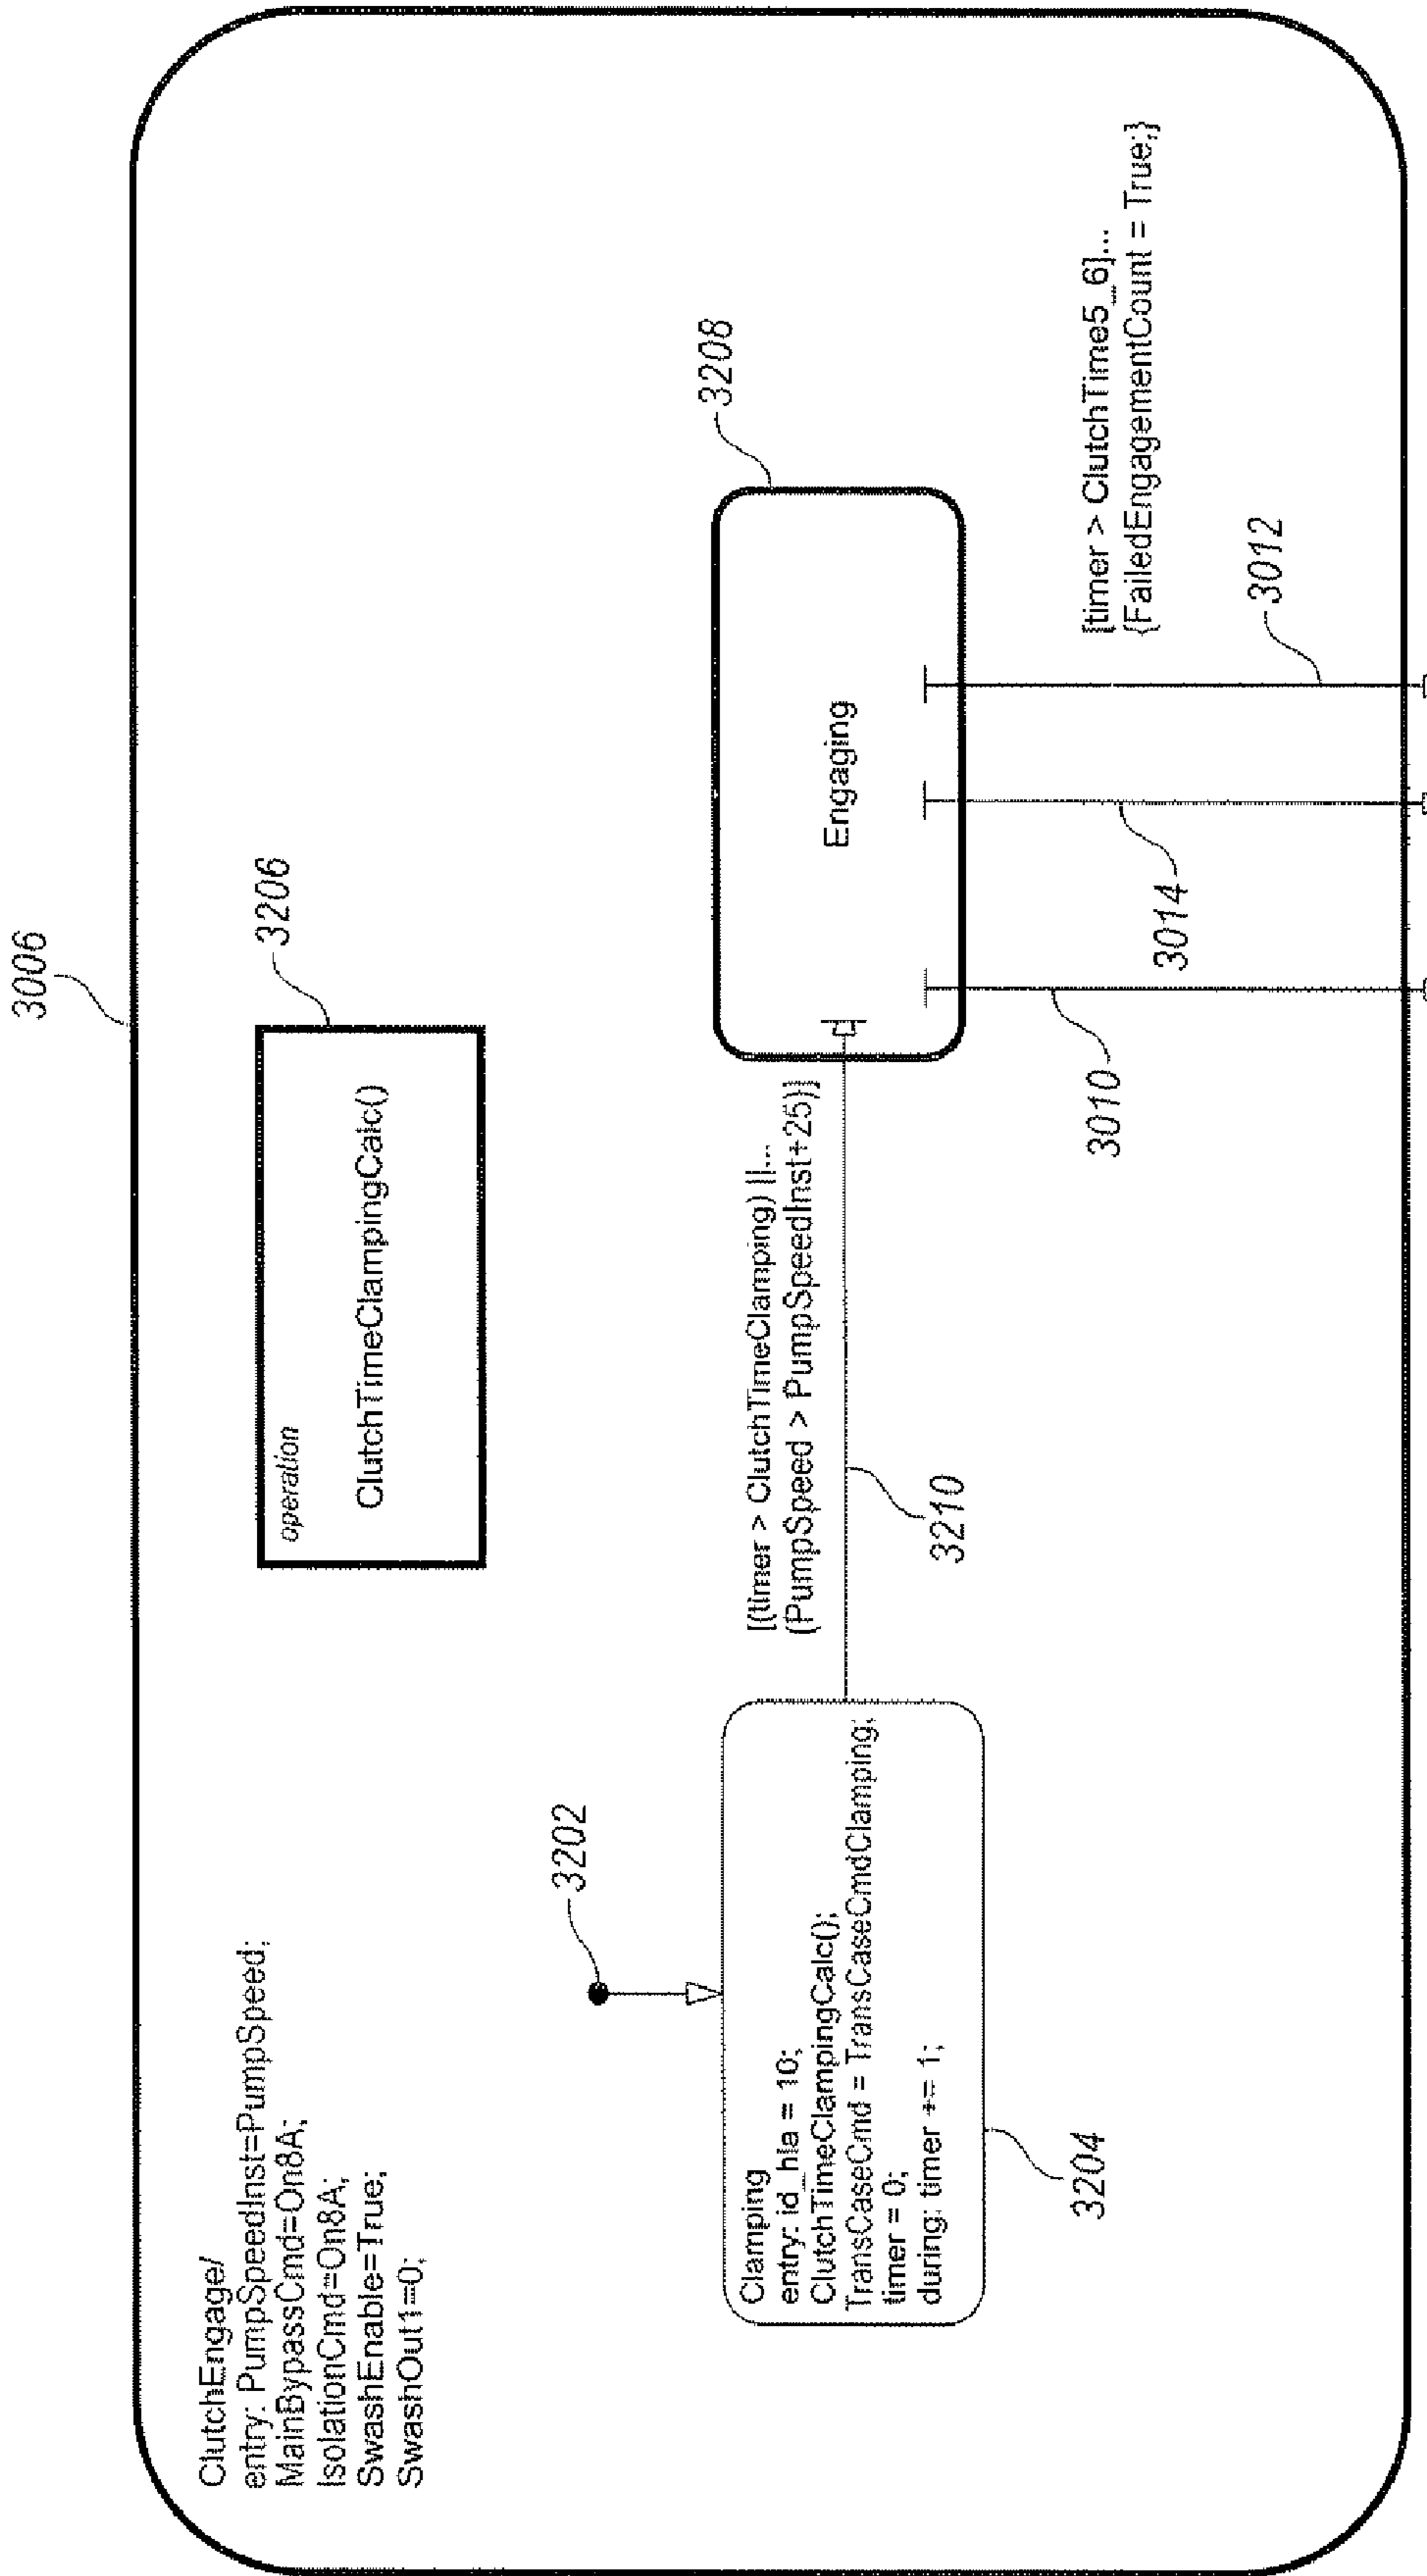 3006
ClutchEngage/
entry: PumpSpeedInst=PumpSpeed;
MainBypassCmd=On8A;
IsolationCmd=On8A;
SwashEnable=True;
SwashOut1=0;
operation
ClutchTimeClampingCalc()
3206
3202
Clamping
entry: id_hla = 10;
ClutchTimeClampingCalc();
TransCaseCmd = TransCaseCmdClamping;
timer = 0;
during: timer += 1;
3204
[(timer > ClutchTimeClamping) ||...
(PumpSpeed > PumpSpeedInst+25)]
3210
Engaging
3208
3010
3014
3012
[timer > ClutchTime5_6]...
{FailedEngagementCount = True;}